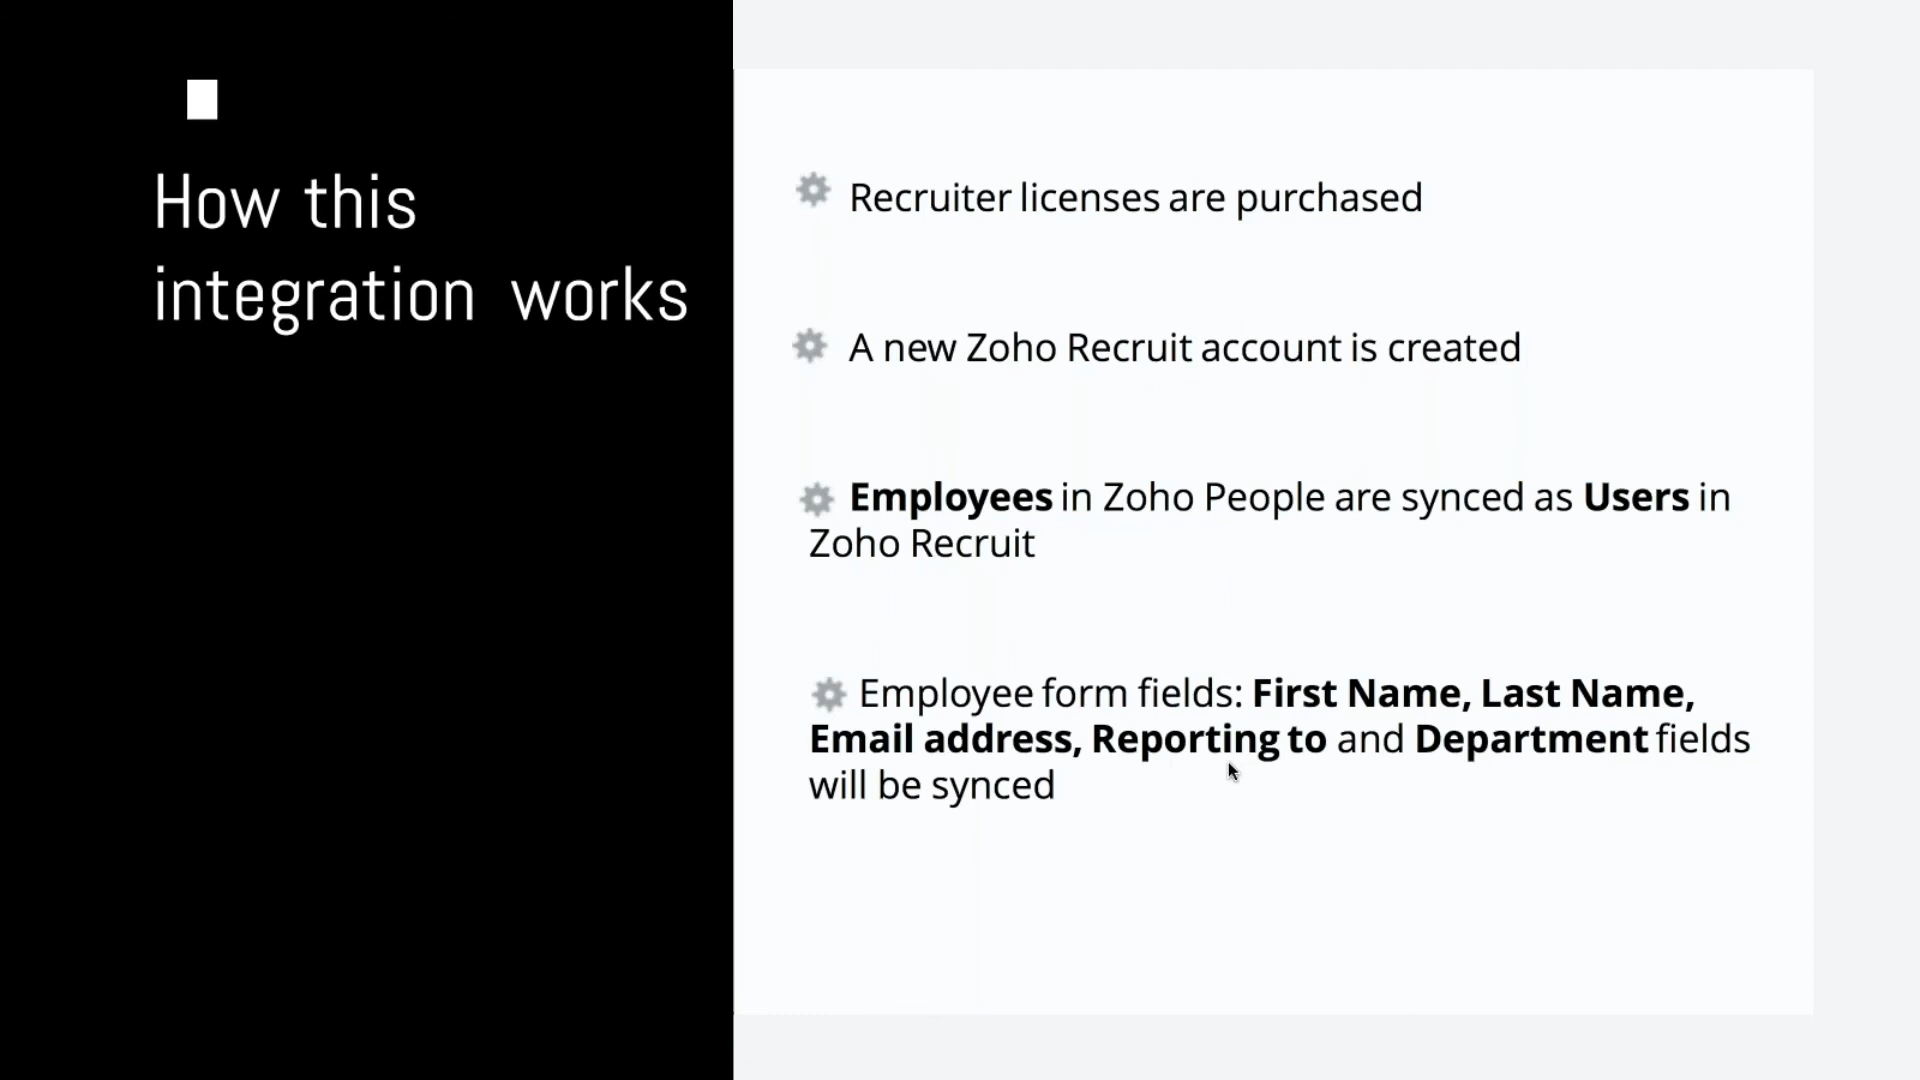 How this
integration works
Recruiter licenses are purchased
A new Zoho Recruit account is created
Employees in Zoho People are synced as Users in
Zoho Recruit
Employee form fields: First Name, Last Name,
Email address, Reporting to and Department fields
will be synced